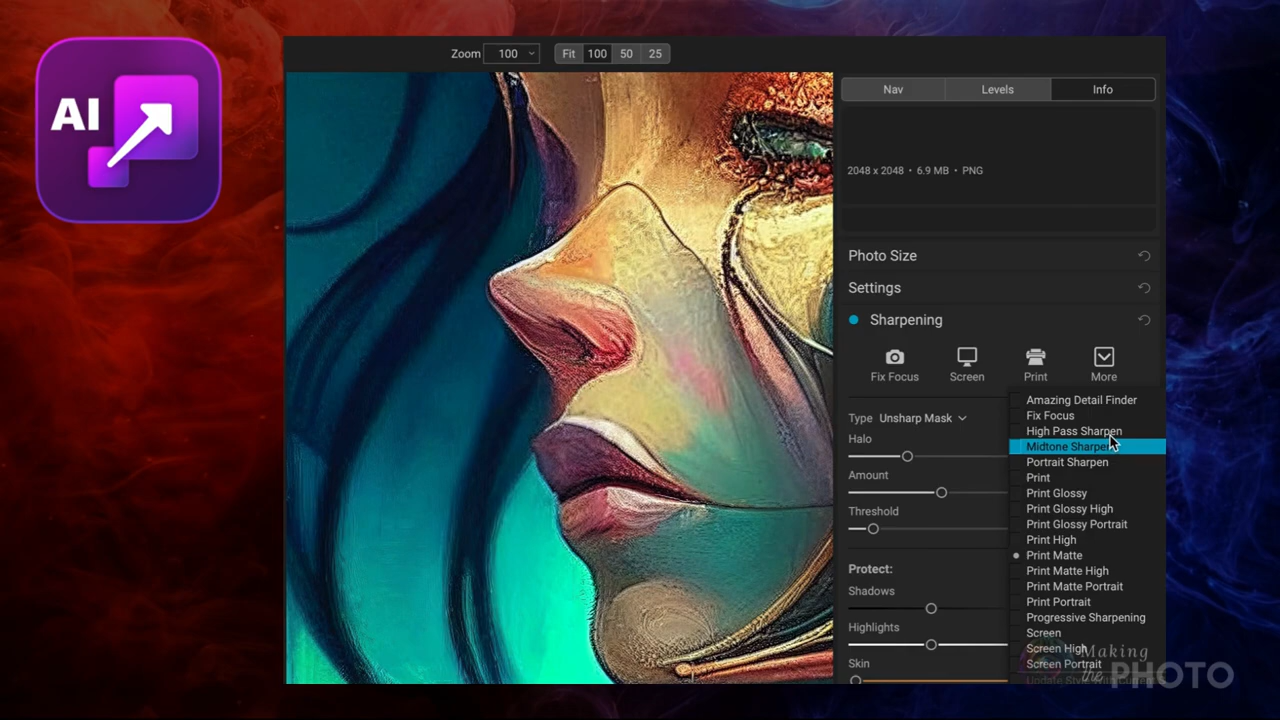 AI
Zoom 100 Fit 100 50 25
Nav Levels Info
2048 x 2048 • 6.9 MB • PNG
Photo Size
Settings
Sharpening
Fix Focus Screen Print More
Type Unsharp Mask
Halo
Amount
Threshold
Protect:
Shadows
Highlights
Skin
Amazing Detail Finder
Fix Focus
High Pass Sharpen
Midtone Sharpen
Portrait Sharpen
Print
Print Glossy
Print Glossy High
Print Glossy Portrait
Print High
Print Matte
Print Matte High
Print Matte Portrait
Print Portrait
Progressive Sharpening
Screen
Screen High
Screen Portrait
Making
the PHOTO